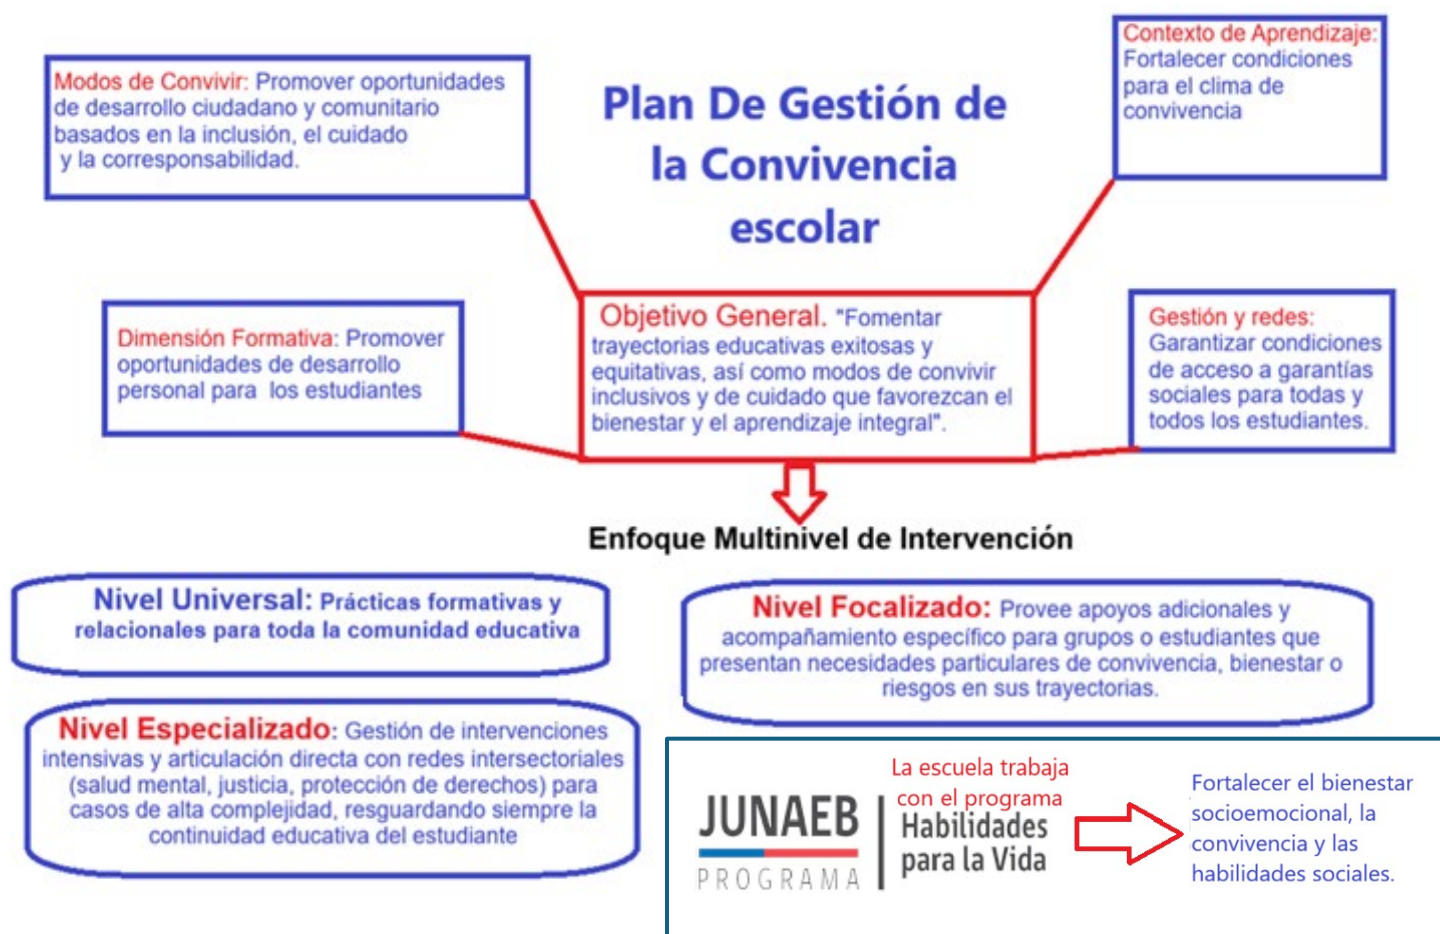 Modos de Convivir: Promover oportunidades
de desarrollo ciudadano y comunitario
basados en la inclusión, el cuidado
y la corresponsabilidad.
Plan De Gestión de
la Convivencia
escolar
Contexto de Aprendizaje:
Fortalecer condiciones
para el clima de
convivencia
Dimensión Formativa: Promover
oportunidades de desarrollo
personal para los estudiantes
Objetivo General. "Fomentar
trayectorias educativas exitosas y
equitativas, así como modos de convivir
inclusivos y de cuidado que favorezcan el
bienestar y el aprendizaje integral".
Gestión y redes:
Garantizar condiciones
de acceso a garantías
sociales para todas y
todos los estudiantes.
Enfoque Multinivel de Intervención
Nivel Universal: Prácticas formativas y
relacionales para toda la comunidad educativa
Nivel Focalizado: Provee apoyos adicionales y
acompañamiento específico para grupos o estudiantes que
presentan necesidades particulares de convivencia, bienestar o
riesgos en sus trayectorias.
Nivel Especializado: Gestión de intervenciones
intensivas y articulación directa con redes intersectoriales
(salud mental, justicia, protección de derechos) para
casos de alta complejidad, resguardando siempre la
continuidad educativa del estudiante
JUNAEB
PROGRAMA
La escuela trabaja
con el programa
Habilidades
para la Vida
Fortalecer el bienestar
socioemocional, la
convivencia y las
habilidades sociales.